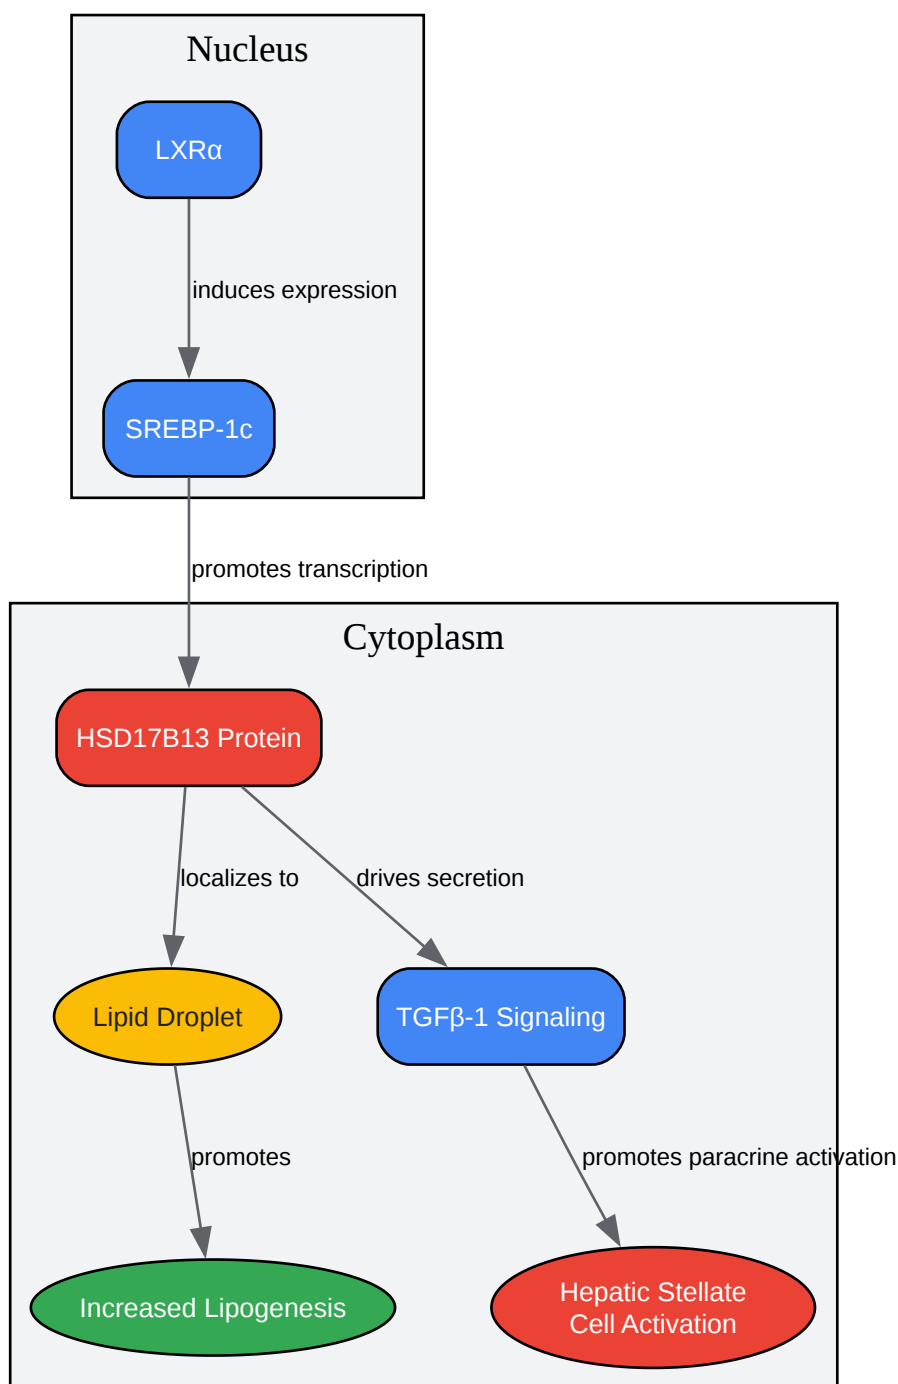 Nucleus
LXRα
induces expression
SREBP-1c
promotes transcription
Cytoplasm
HSD17B13 Protein
localizes to
drives secretion
Lipid Droplet
TGFβ-1 Signaling
promotes
promotes paracrine activation
Increased Lipogenesis
Hepatic Stellate
Cell Activation